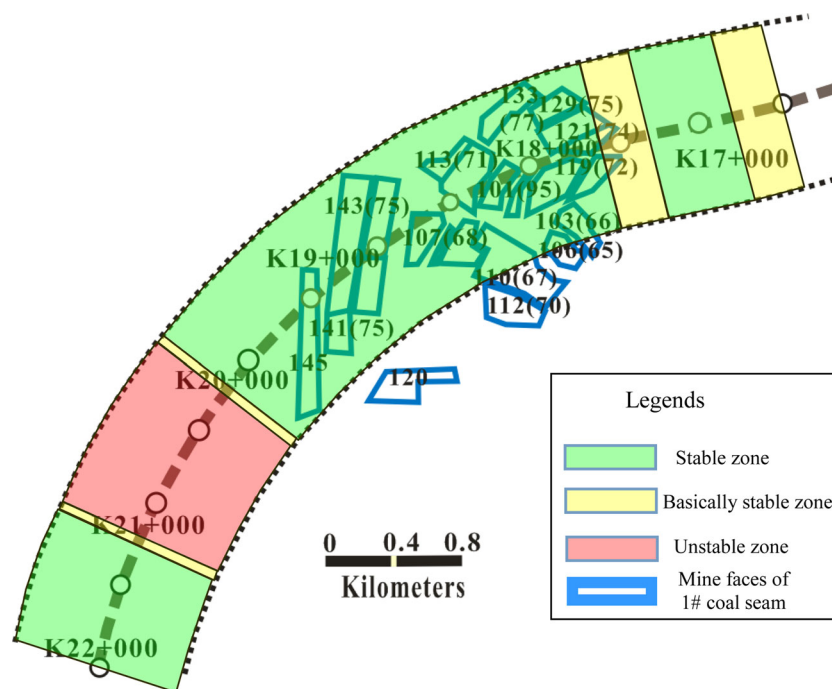 133
(77)
129(75)
121(74)
K18+000
119(72)
113(71)
101(95)
K17+000
143(75)
103(66)
107(68)
106(65)
K19+000
110(67)
112(70)
141(75)
145
K20+000
120
Legends
Stable zone
Basically stable zone
Unstable zone
Mine faces of
1# coal seam
K21+000
0 0.4 0.8
Kilometers
K22+000